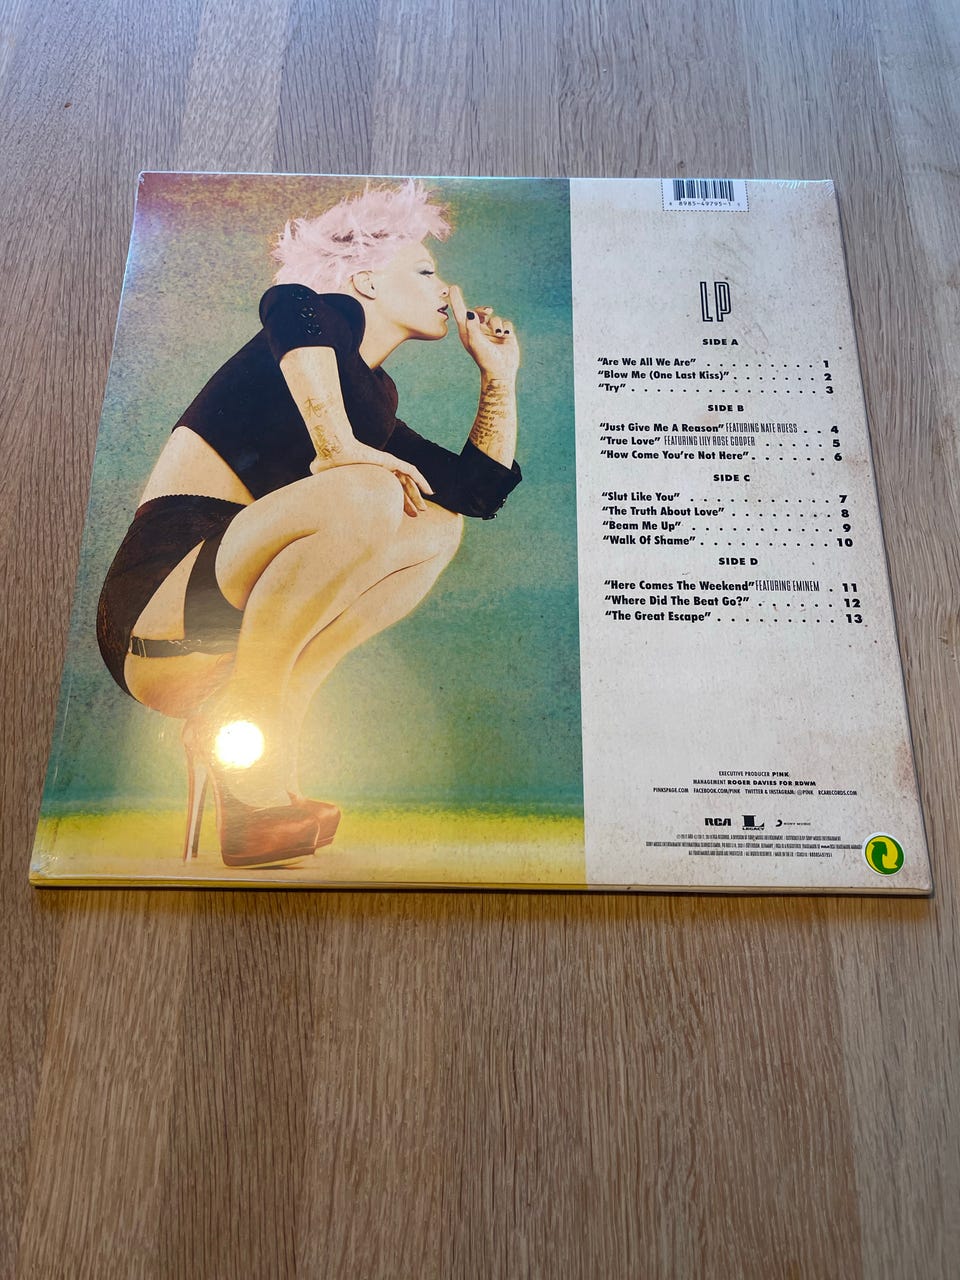 8985-49795-1
LP
SIDE A
"Are We All We Are" . . . . . . . . 1
"Blow Me (One Last Kiss)" . . . . . . 2
"Try" . . . . . . . . . . . . . . 3
SIDE B
"Just Give Me A Reason" FEATURING NATE RUESS . . 4
"True Love" FEATURING LILY ROSE COOPER . . . . . 5
"How Come You're Not Here" . . . . . . 6
SIDE C
"Slut Like You" . . . . . . . . . . 7
"The Truth About Love" . . . . . . . 8
"Beam Me Up" . . . . . . . . . . 9
"Walk Of Shame" . . . . . . . . . 10
SIDE D
"Here Comes The Weekend" FEATURING EMINEM . 11
"Where Did The Beat Go?" . . . . . . 12
"The Great Escape" . . . . . . . . 13
EXECUTIVE PRODUCER P!NK
MANAGEMENT ROGER DAVIES FOR RDWM
PINKSPAGE.COM FACEBOOK.COM/PINK TWITTER & INSTAGRAM: @PINK RCARECORDS.COM
RCA L LEGACY SONY MUSIC